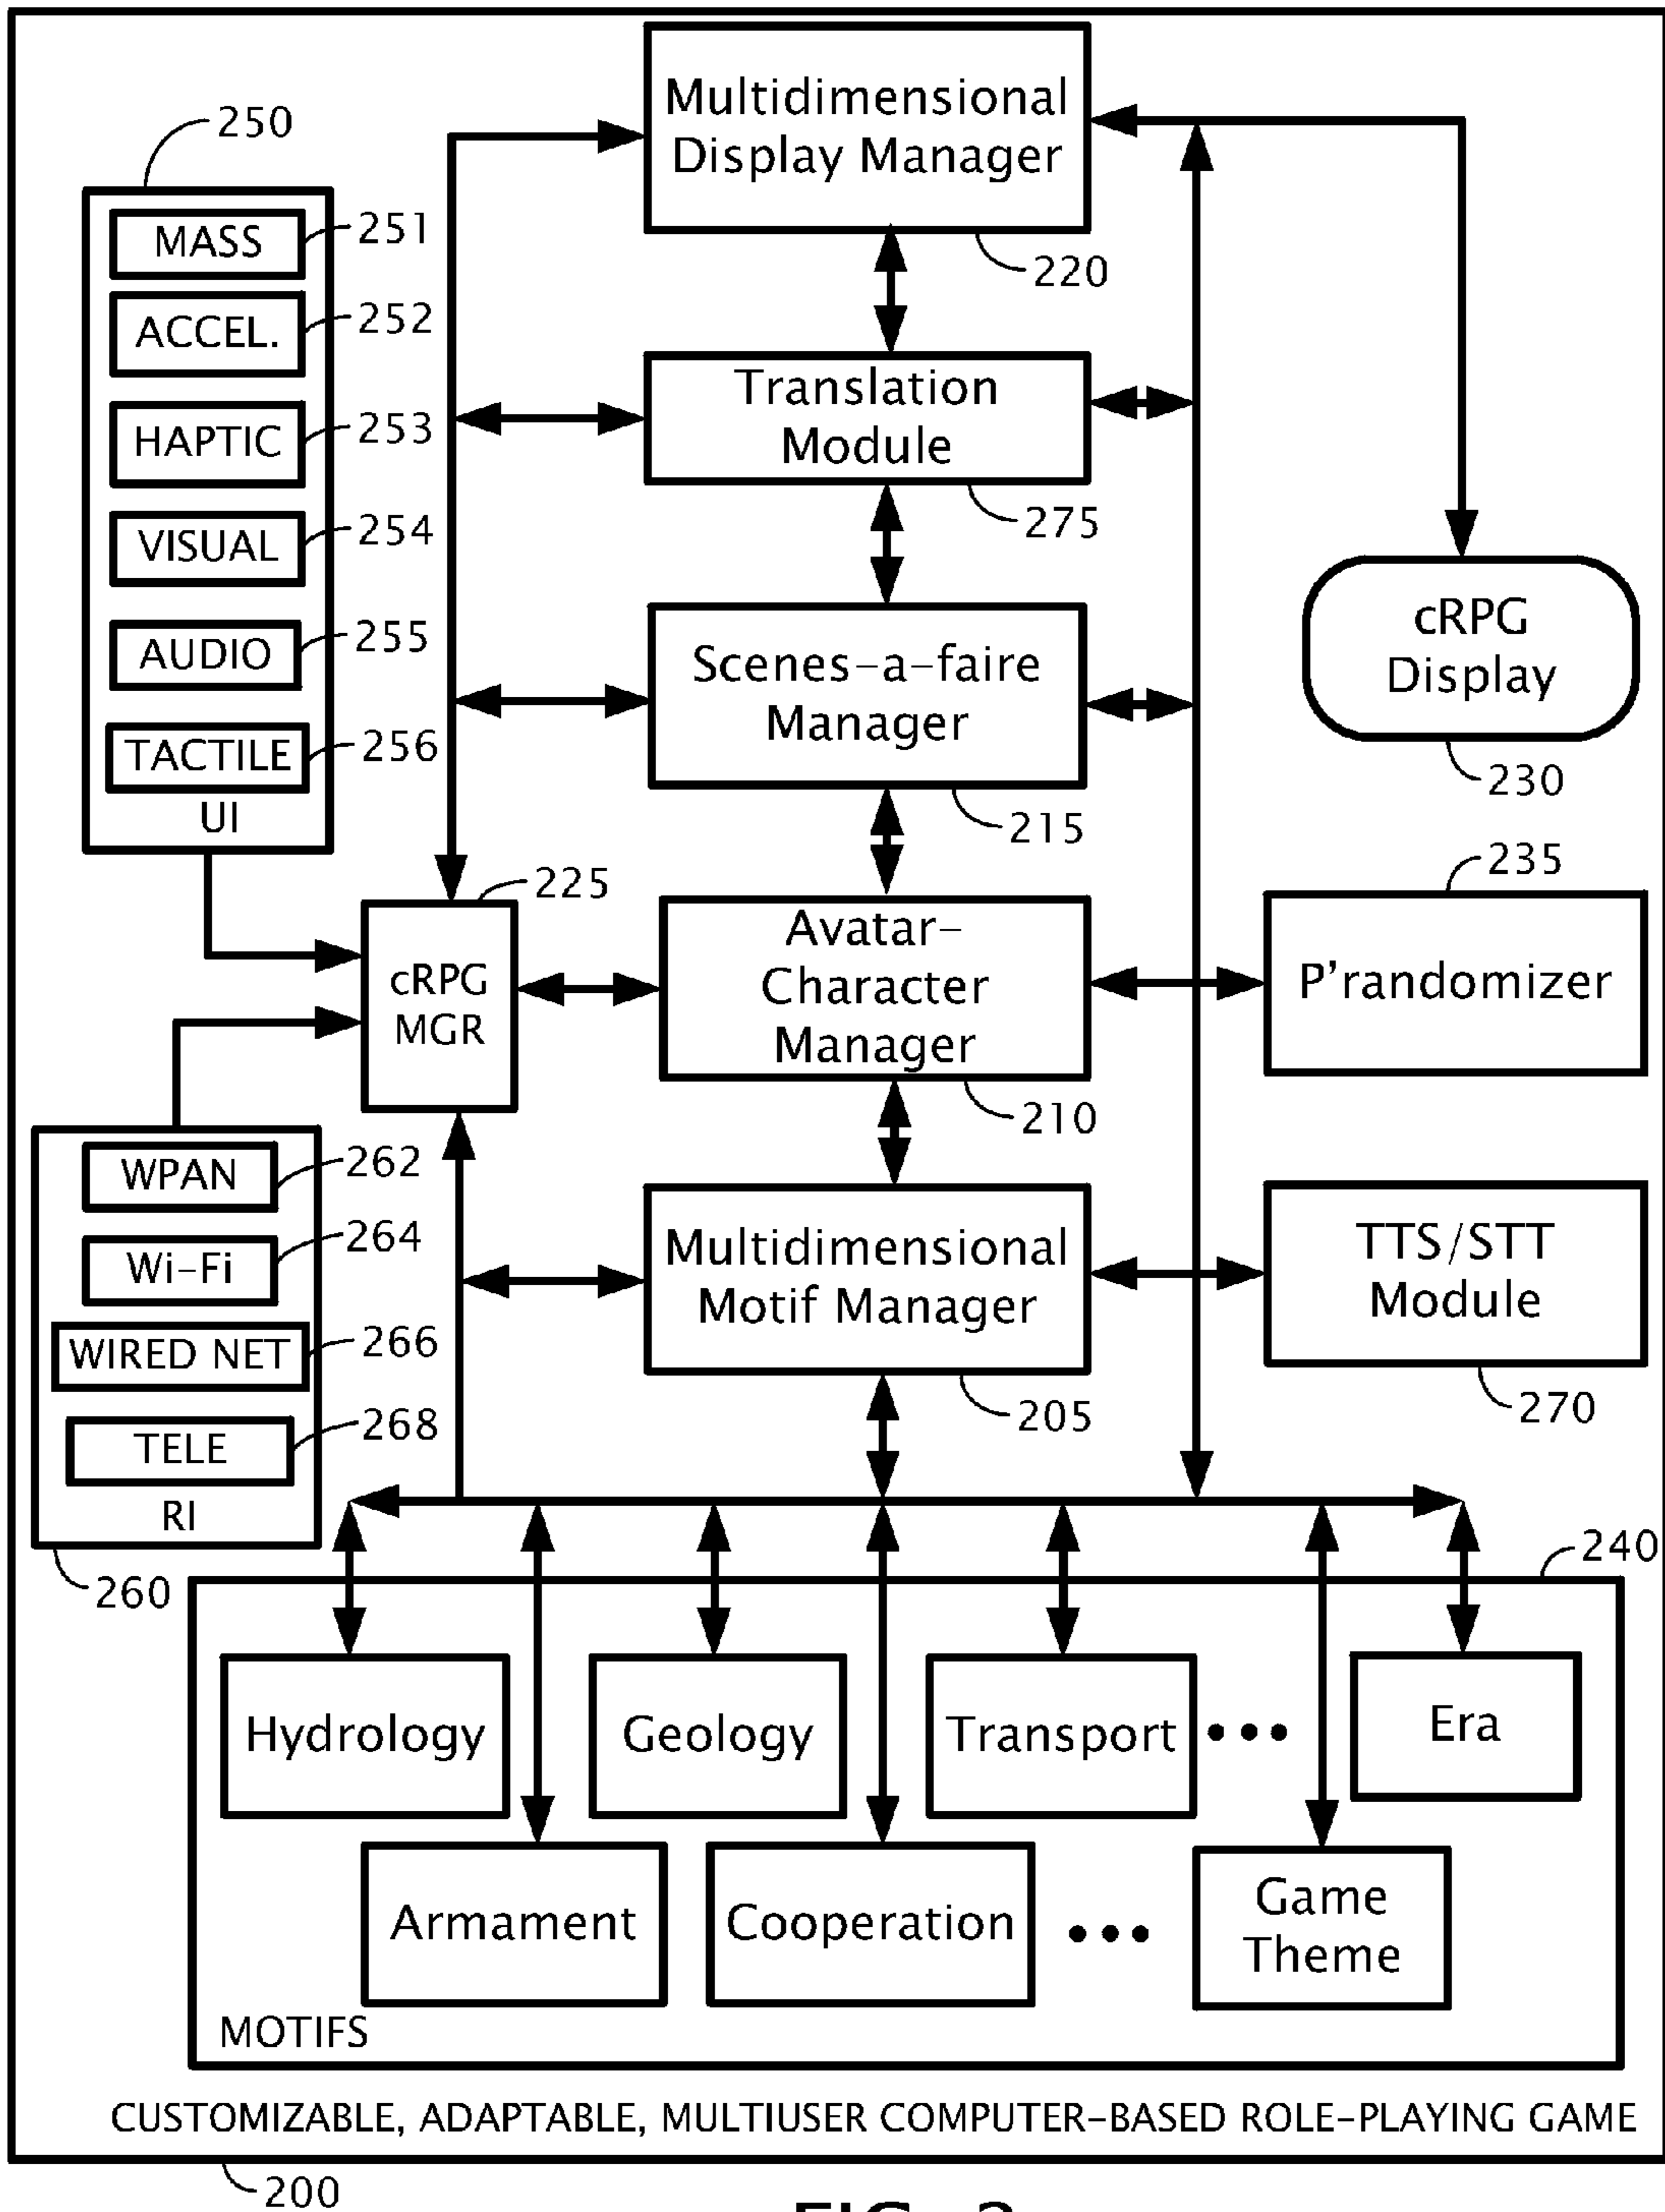 Multidimensional
Display Manager
220
250
MASS
251
ACCEL.
252
HAPTIC
253
VISUAL
254
AUDIO
255
TACTILE
256
UI
Translation
Module
275
Scenes-a-faire
Manager
215
cRPG
Display
230
225
cRPG
MGR
Avatar-
Character
Manager
210
235
P'randomizer
WPAN
262
Wi-Fi
264
WIRED NET
266
TELE
268
RI
260
Multidimensional
Motif Manager
205
TTS/STT
Module
270
240
Hydrology
Geology
Transport
•••
Era
Armament
Cooperation
•••
Game
Theme
MOTIFS
CUSTOMIZABLE, ADAPTABLE, MULTIUSER COMPUTER-BASED ROLE-PLAYING GAME
200